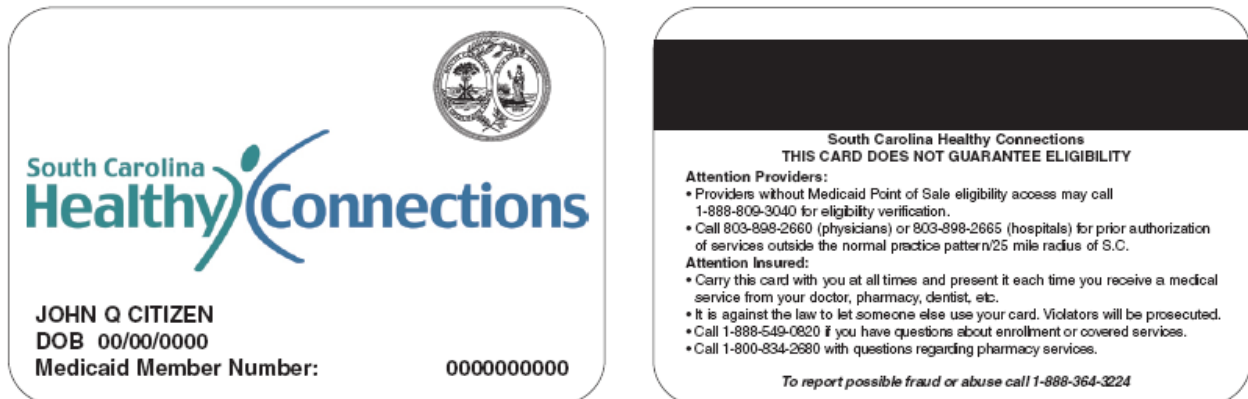 South Carolina
Healthy Connections
JOHN Q CITIZEN
DOB 00/00/0000
Medicaid Member Number: 0000000000
South Carolina Healthy Connections
THIS CARD DOES NOT GUARANTEE ELIGIBILITY
Attention Providers:
• Providers without Medicaid Point of Sale eligibility access may call
1-888-809-3040 for eligibility verification.
• Call 803-898-2660 (physicians) or 803-898-2665 (hospitals) for prior authorization
of services outside the normal practice pattern/25 mile radius of S.C.
Attention Insured:
• Carry this card with you at all times and present it each time you receive a medical
service from your doctor, pharmacy, dentist, etc.
• It is against the law to let someone else use your card. Violators will be prosecuted.
• Call 1-888-549-0820 if you have questions about enrollment or covered services.
• Call 1-800-834-2680 with questions regarding pharmacy services.
To report possible fraud or abuse call 1-888-364-3224